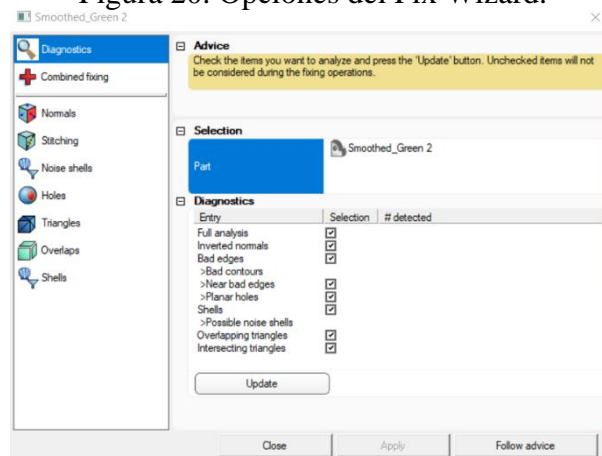 Figura 20. Opciones del Fix Wizard.
Smoothed_Green 2
Diagnostics
Combined fixing
Normals
Stitching
Noise shells
Holes
Triangles
Overlaps
Shells
Advice
Check the items you want to analyze and press the 'Update' button. Unchecked items will not
be considered during the fixing operations.
Selection
Part
Smoothed_Green 2
Diagnostics
Entry Selection # detected
Full analysis
Inverted normals
Bad edges
>Bad contours
>Near bad edges
>Planar holes
Shells
>Possible noise shells
Overlapping triangles
Intersecting triangles
Update
Close Apply Follow advice